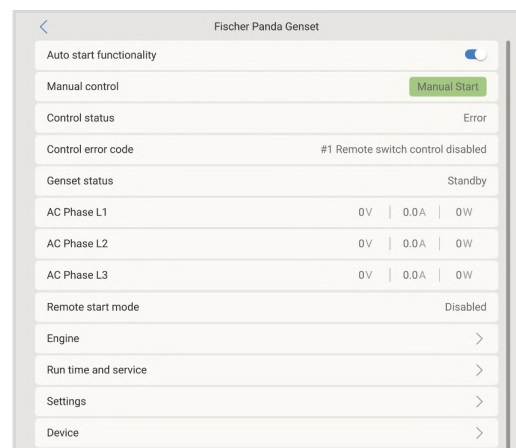 Fischer Panda Genset
Auto start functionality
Manual control Manual Start
Control status Error
Control error code #1 Remote switch control disabled
Genset status Standby
AC Phase L1 0V | 0.0A | 0W
AC Phase L2 0V | 0.0A | 0W
AC Phase L3 0V | 0.0A | 0W
Remote start mode Disabled
Engine
Run time and service
Settings
Device